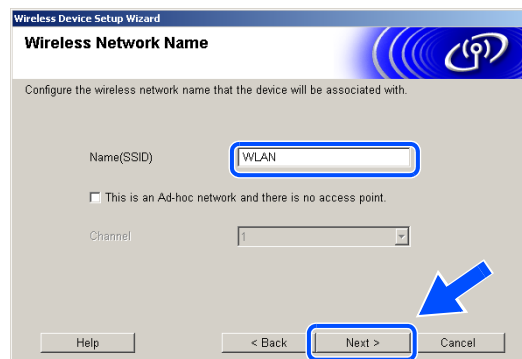 Wireless Device Setup Wizard
Wireless Network Name
Configure the wireless network name that the device will be associated with.
Name(SSID)
WLAN
This is an Ad-hoc network and there is no access point.
Channel
1
Help
< Back
Next >
Cancel